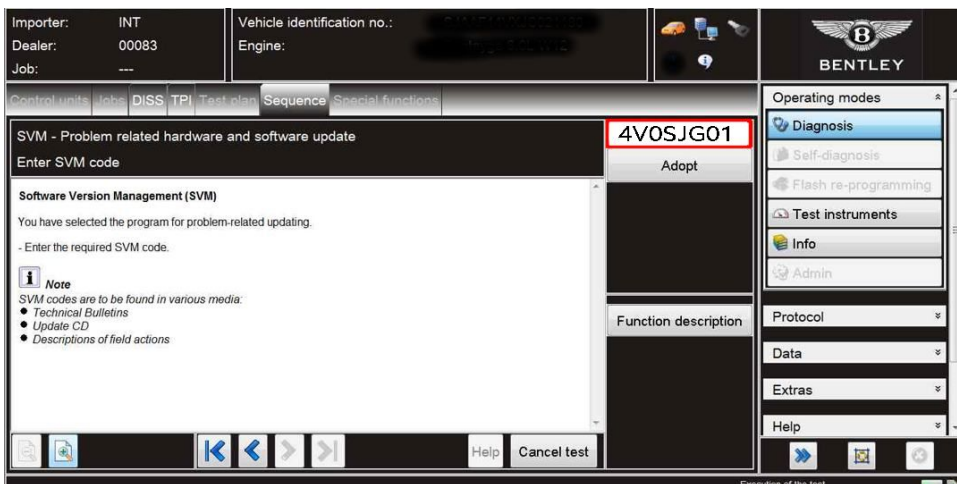 Importer: INT
Dealer: 00083
Job: ---
Vehicle identification no.:
Engine:
BENTLEY
Control units Jobs DISS TPI Test plan Sequence Special functions
SVM - Problem related hardware and software update
Enter SVM code
4V0SJG01
Adopt
Software Version Management (SVM)
You have selected the program for problem-related updating.
- Enter the required SVM code.
Note
SVM codes are to be found in various media:
● Technical Bulletins
● Update CD
● Descriptions of field actions
Function description
Help
Cancel test
Operating modes
Diagnosis
Self-diagnosis
Flash re-programming
Test instruments
Info
Admin
Protocol
Data
Extras
Help